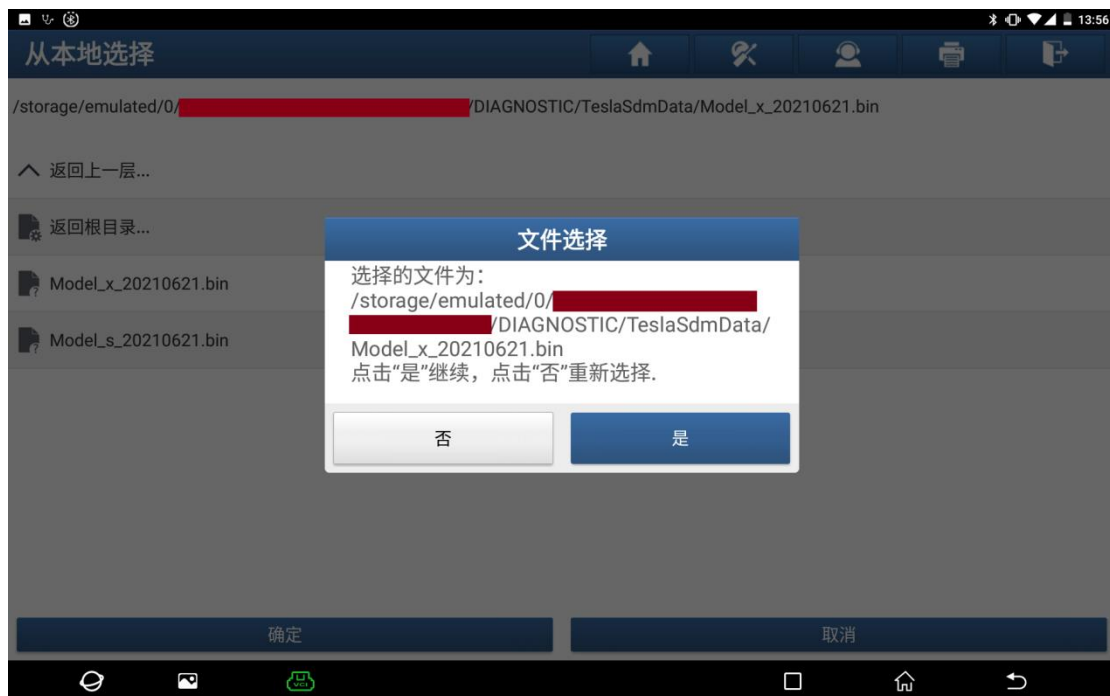 13:56
从本地选择
/storage/emulated/0/
/DIAGNOSTIC/TeslaSdmData/Model_x_20210621.bin
返回上一层...
返回根目录...
Model_x_20210621.bin
Model_s_20210621.bin
文件选择
选择的文件为：
/storage/emulated/0/
/DIAGNOSTIC/TeslaSdmData/
Model_x_20210621.bin
点击“是”继续，点击“否”重新选择.
否
是
确定
取消
VCI